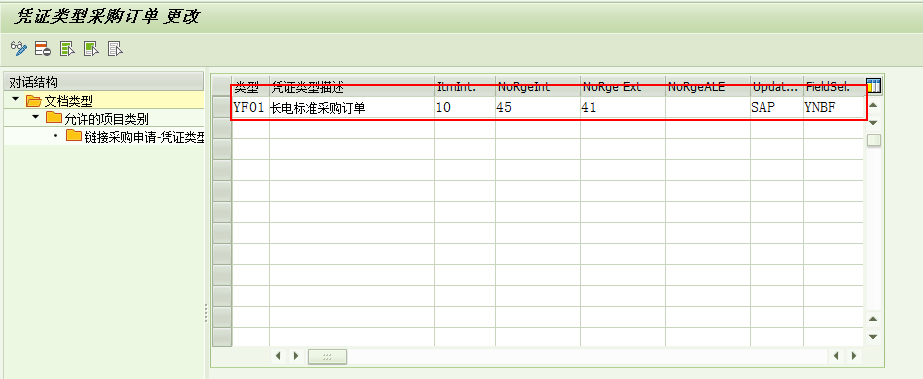 凭证类型采购订单 更改
对话结构
文档类型
允许的项目类别
链接采购申请-凭证类型
类型 凭证类型描述 ItmInt. NoRgeInt NoRge Ext NoRgeALE Updat... FieldSel.
YF01 长电标准采购订单 10 45 41 SAP YNBF